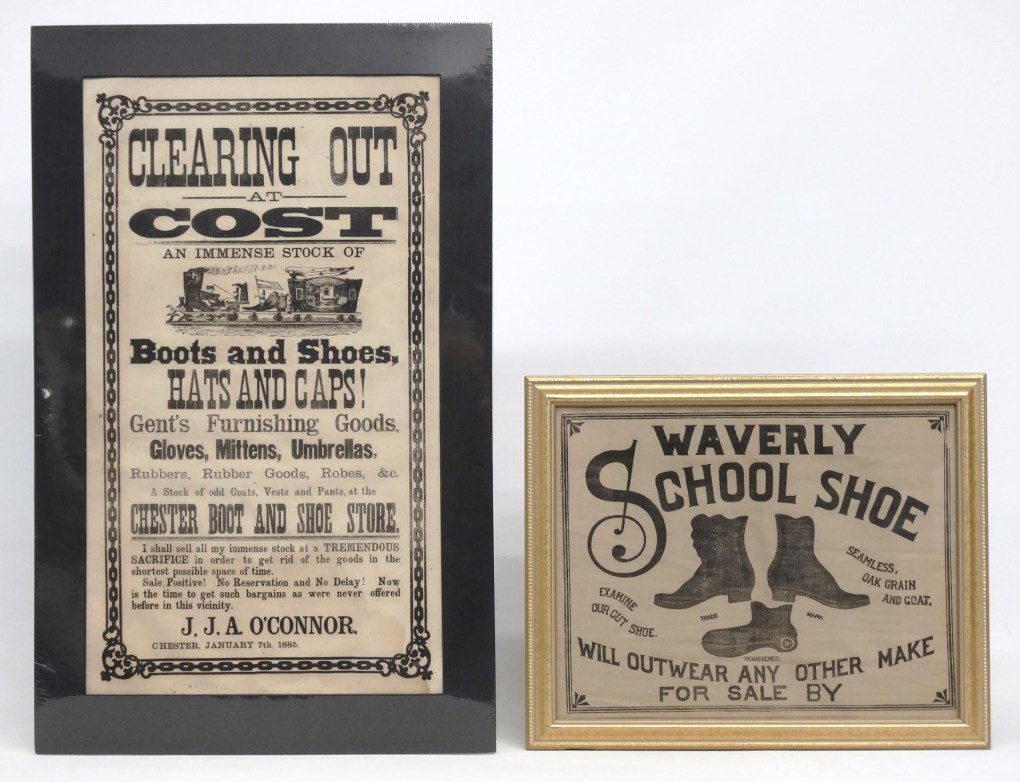 CLEARING OUT
AT
COST
AN IMMENSE STOCK OF
Boots and Shoes,
HATS AND CAPS!
Gent's Furnishing Goods,
Gloves, Mittens, Umbrellas,
Rubbers, Rubber Goods, Robes, &c.
A Stock of odd Coats, Vests and Pants, at the
CHESTER BOOT AND SHOE STORE.
I shall sell all my immense stock at a TREMENDOUS
SACRIFICE in order to get rid of the goods in the
shortest possible space of time.
Sale Positive! No Reservation and No Delay! Now
is the time to get such bargains as were never offered
before in this vicinity.
J. J. A. O'CONNOR.
CHESTER, JANUARY 7th, 1885.
WAVERLY
SCHOOL SHOE
SEAMLESS,
OAK GRAIN
AND GOAT.
EXAMINE
OUR CUT SHOE.
TRADE MARK
REGISTERED.
WILL OUTWEAR ANY OTHER MAKE
FOR SALE BY